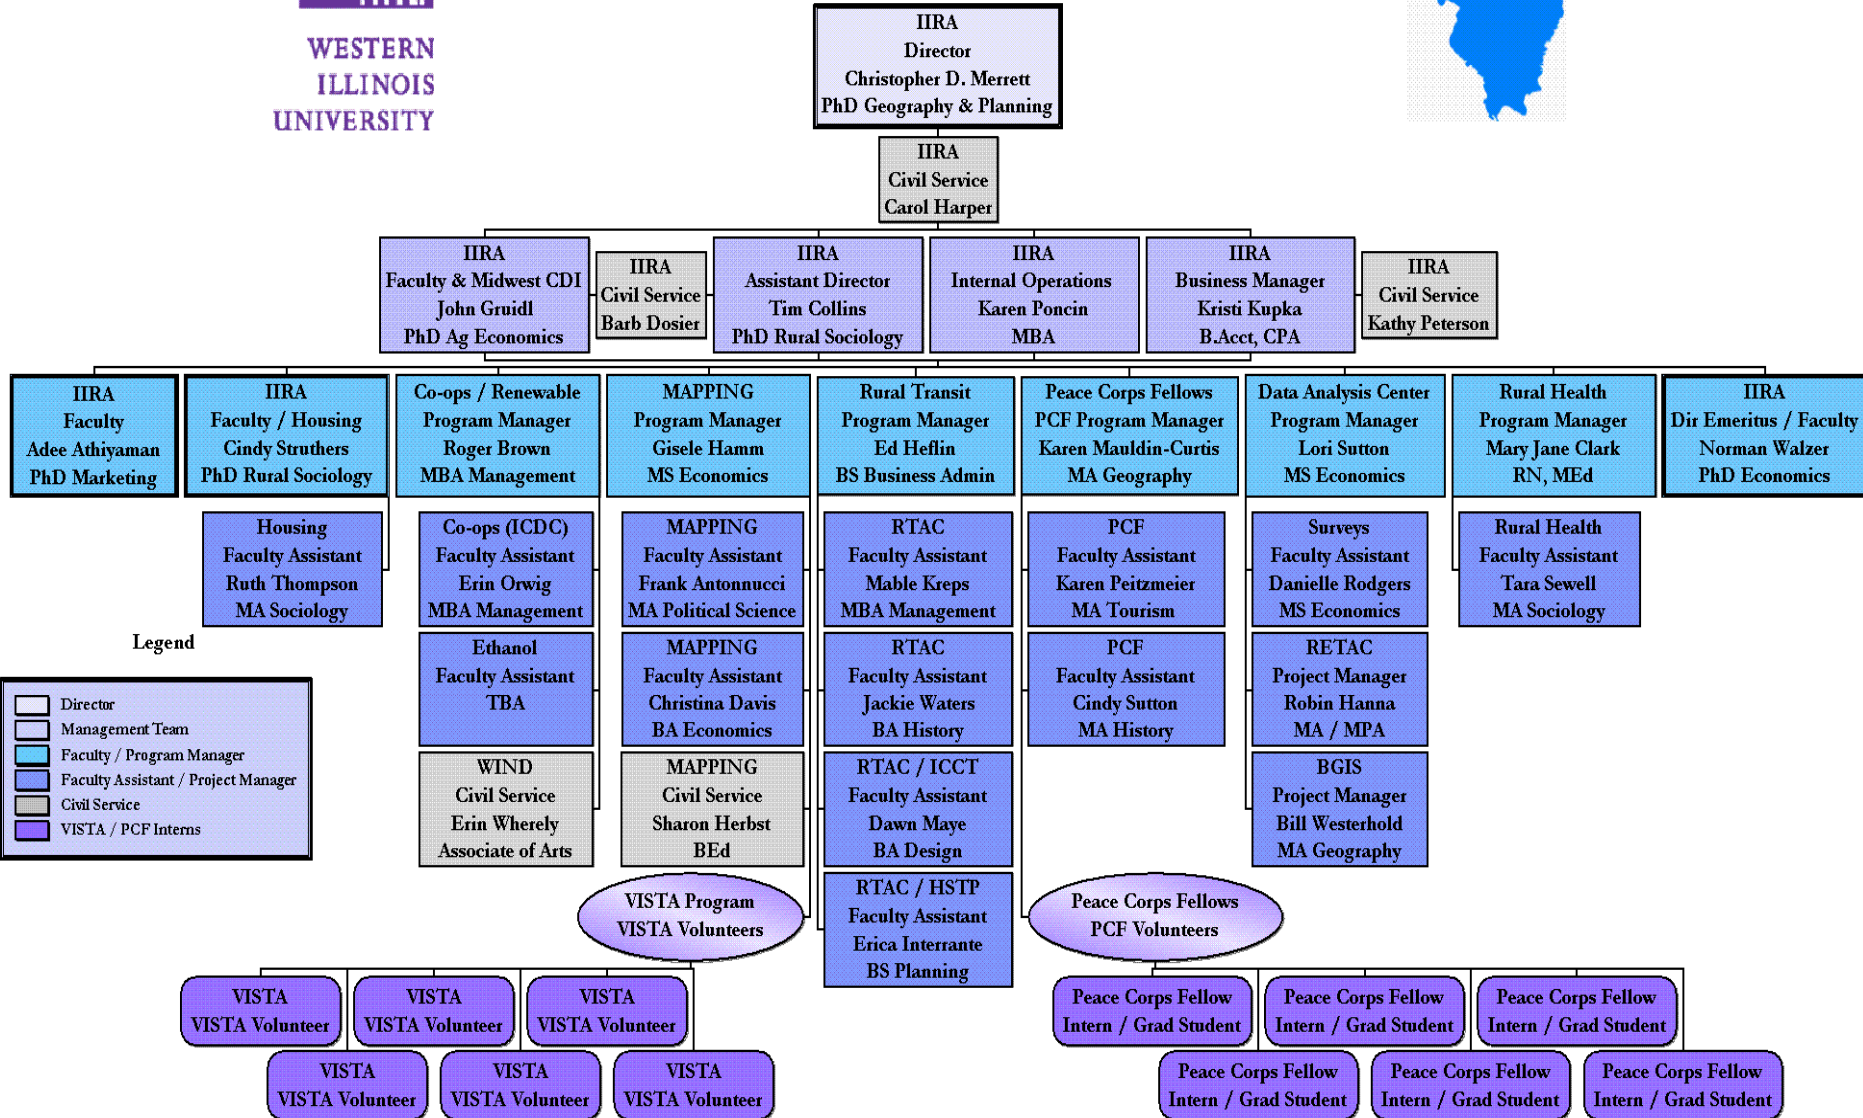 WESTERN
ILLINOIS
UNIVERSITY
IIRA
Director
Christopher D. Merrett
PhD Geography & Planning
IIRA
Civil Service
Carol Harper
IIRA
Faculty & Midwest CDI
John Gruidl
PhD Ag Economics
IIRA
Civil Service
Barb Dosier
IIRA
Assistant Director
Tim Collins
PhD Rural Sociology
IIRA
Internal Operations
Karen Poncin
MBA
IIRA
Business Manager
Kristi Kupka
B.Acct, CPA
IIRA
Civil Service
Kathy Peterson
IIRA
Faculty
Adee Athiyaman
PhD Marketing
IIRA
Faculty / Housing
Cindy Struthers
PhD Rural Sociology
Co-ops / Renewable
Program Manager
Roger Brown
MBA Management
MAPPING
Program Manager
Gisele Hamm
MS Economics
Rural Transit
Program Manager
Ed Heflin
BS Business Admin
Peace Corps Fellows
PCF Program Manager
Karen Mauldin-Curtis
MA Geography
Data Analysis Center
Program Manager
Lori Sutton
MS Economics
Rural Health
Program Manager
Mary Jane Clark
RN, MEd
IIRA
Dir Emeritus / Faculty
Norman Walzer
PhD Economics
Housing
Faculty Assistant
Ruth Thompson
MA Sociology
Co-ops (ICDC)
Faculty Assistant
Erin Orwig
MBA Management
MAPPING
Faculty Assistant
Frank Antonnucci
MA Political Science
RTAC
Faculty Assistant
Mable Kreps
MBA Management
PCF
Faculty Assistant
Karen Peitzmeier
MA Tourism
Surveys
Faculty Assistant
Danielle Rodgers
MS Economics
Rural Health
Faculty Assistant
Tara Sewell
MA Sociology
Ethanol
Faculty Assistant
TBA
MAPPING
Faculty Assistant
Christina Davis
BA Economics
RTAC
Faculty Assistant
Jackie Waters
BA History
PCF
Faculty Assistant
Cindy Sutton
MA History
RETAC
Project Manager
Robin Hanna
MA / MPA
WIND
Civil Service
Erin Wherely
Associate of Arts
MAPPING
Civil Service
Sharon Herbst
BEd
RTAC / ICCT
Faculty Assistant
Dawn Maye
BA Design
BGIS
Project Manager
Bill Westerhold
MA Geography
RTAC / HSTP
Faculty Assistant
Erica Interrante
BS Planning
Legend
Director
Management Team
Faculty / Program Manager
Faculty Assistant / Project Manager
Civil Service
VISTA / PCF Interns
VISTA Program
VISTA Volunteers
Peace Corps Fellows
PCF Volunteers
VISTA
VISTA Volunteer
VISTA
VISTA Volunteer
VISTA
VISTA Volunteer
VISTA
VISTA Volunteer
VISTA
VISTA Volunteer
VISTA
VISTA Volunteer
Peace Corps Fellow
Intern / Grad Student
Peace Corps Fellow
Intern / Grad Student
Peace Corps Fellow
Intern / Grad Student
Peace Corps Fellow
Intern / Grad Student
Peace Corps Fellow
Intern / Grad Student
Peace Corps Fellow
Intern / Grad Student